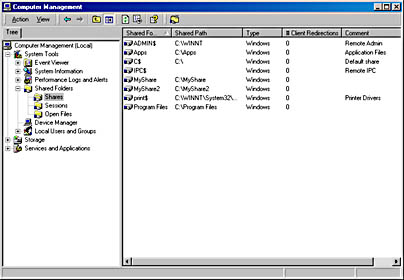 Computer Management
Action View
Tree
Computer Management (Local)
System Tools
Event Viewer
System Information
Performance Logs and Alerts
Shared Folders
Shares
Sessions
Open Files
Device Manager
Local Users and Groups
Storage
Services and Applications
Shared Fo... Shared Path Type # Client Redirections Comment
ADMIN$ C:\WINNT Windows 0 Remote Admin
Apps C:\Apps Windows 0 Application Files
C$ C:\ Windows 0 Default share
IPC$ Windows 0 Remote IPC
MyShare C:\MyShare Windows 0
MyShare2 C:\MyShare2 Windows 0
print$ C:\WINNT\System32\... Windows 0 Printer Drivers
Program Files C:\Program Files Windows 0